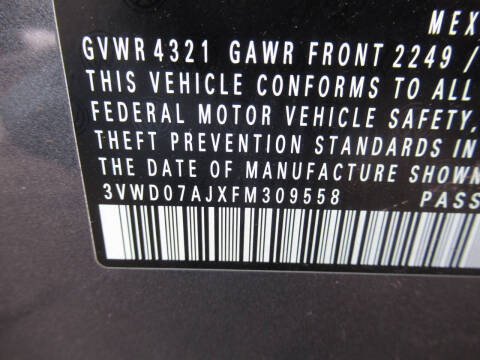 MEX
GVWR 4321 GAWR FRONT 2249 /
THIS VEHICLE CONFORMS TO ALL
FEDERAL MOTOR VEHICLE SAFETY,
THEFT PREVENTION STANDARDS IN
THE DATE OF MANUFACTURE SHOWN
3VWD07AJXFM309558 PASS